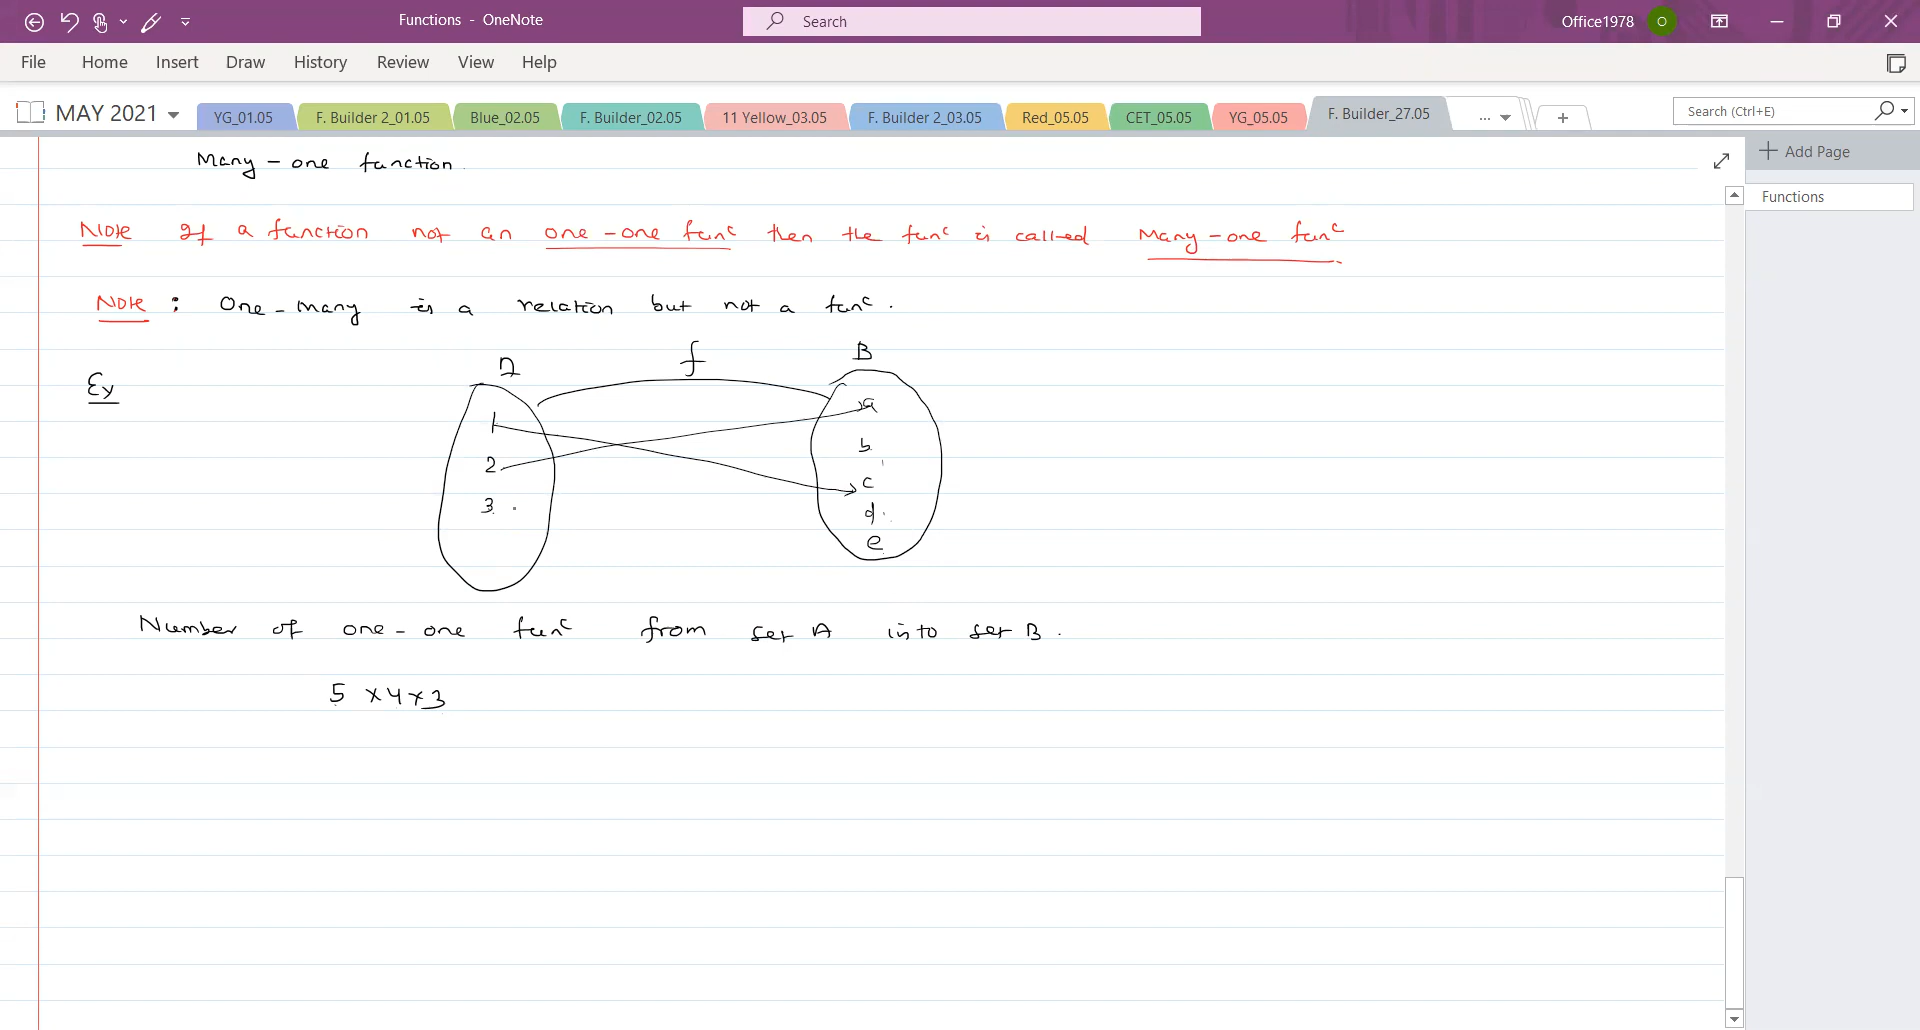 Functions - OneNote
Search
Office1978
O
File Home Insert Draw History Review View Help
MAY 2021
YG_01.05 F. Builder 2_01.05 Blue_02.05 F. Builder_02.05 11 Yellow_03.05 F. Builder 2_03.05 Red_05.05 CET_05.05 YG_05.05 F. Builder_27.05 ... +
Search (Ctrl+E)
Add Page
Functions
Many - one function.
Note If a function not an one-one func then the func is called Many-one func
Note : One-many is a relation but not a func.
Ex
A f B
1 a
2 b
3 c
d
e
Number of one-one func from set A into set B.
5 x 4 x 3